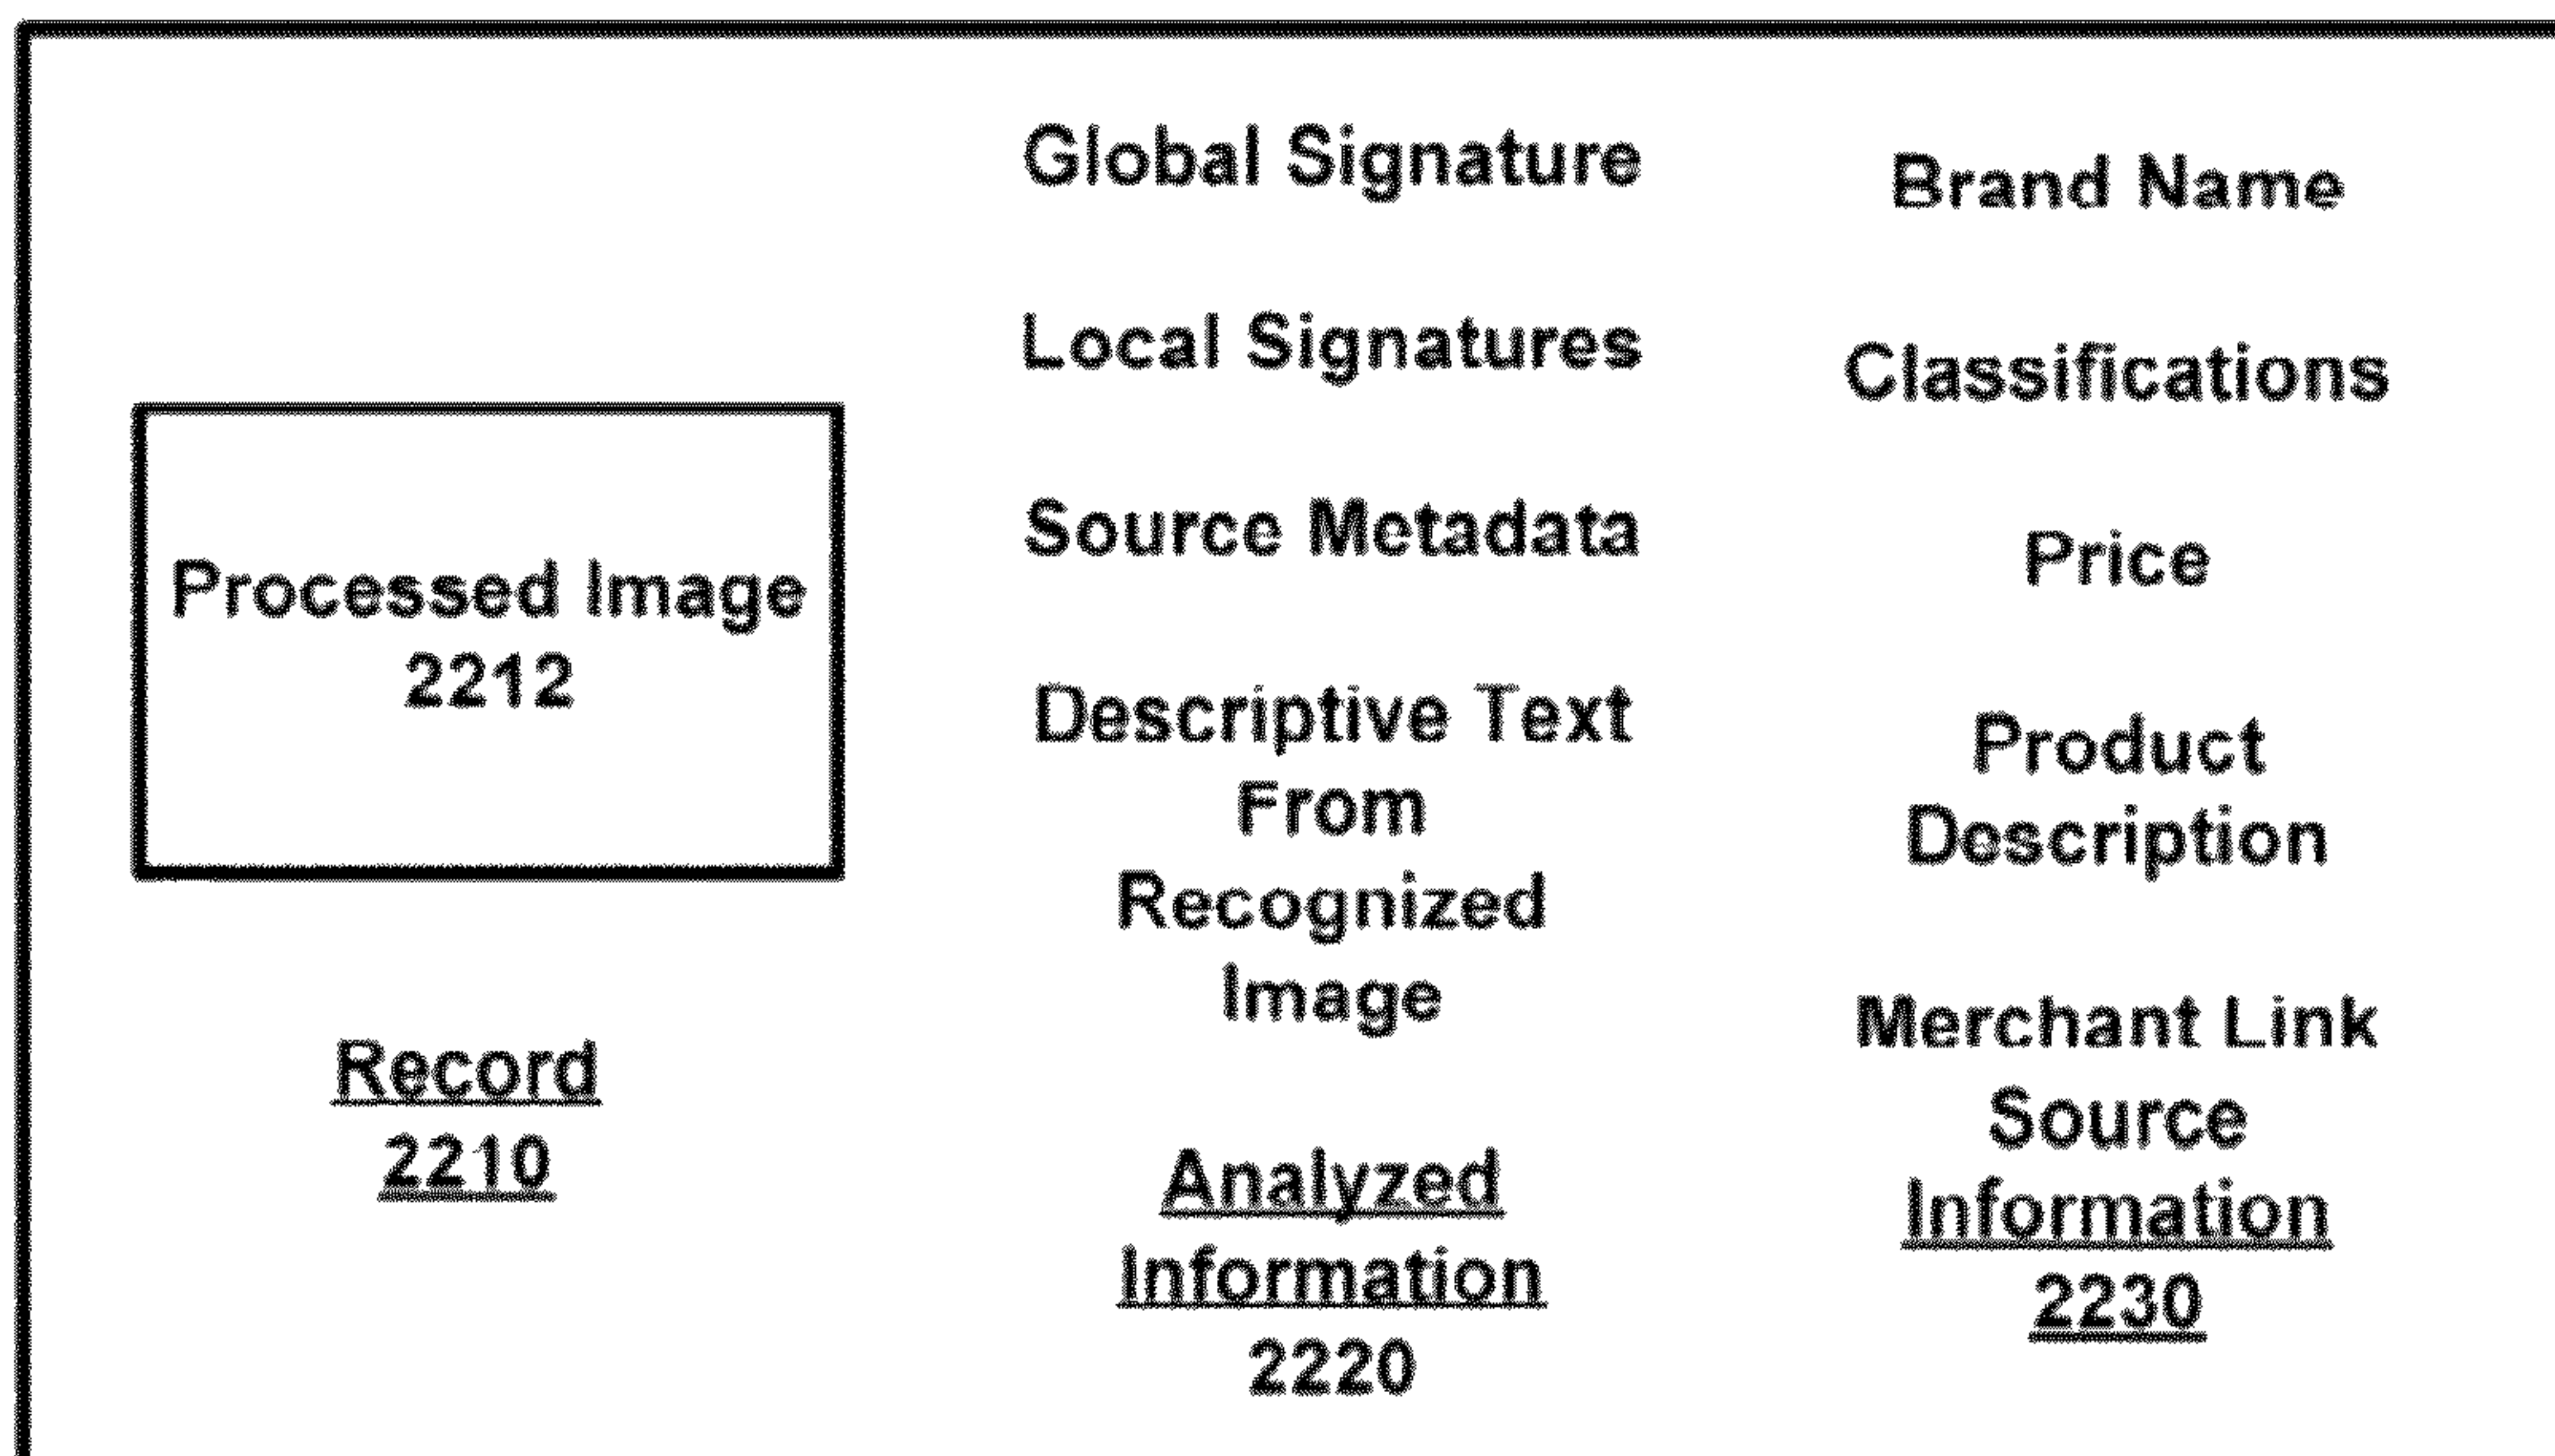 Processed Image
2212
Record
2210
Global Signature
Local Signatures
Source Metadata
Descriptive Text
From
Recognized
Image
Analyzed
Information
2220
Brand Name
Classifications
Price
Product
Description
Merchant Link
Source
Information
2230